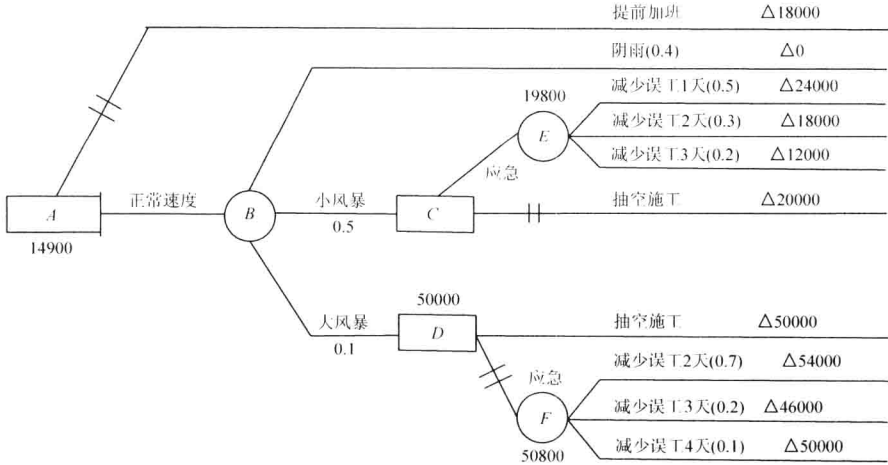 提前加班 △18000
阴雨(0.4) △0
减少误工1天(0.5) △24000
19800
减少误工2天(0.3) △18000
E
减少误工3天(0.2) △12000
应急
正常速度
小风暴
抽空施工 △20000
A
B
C
0.5
14900
50000
大风暴
抽空施工 △50000
D
0.1
减少误工2天(0.7) △54000
应急
减少误工3天(0.2) △46000
F
减少误工4天(0.1) △50000
50800